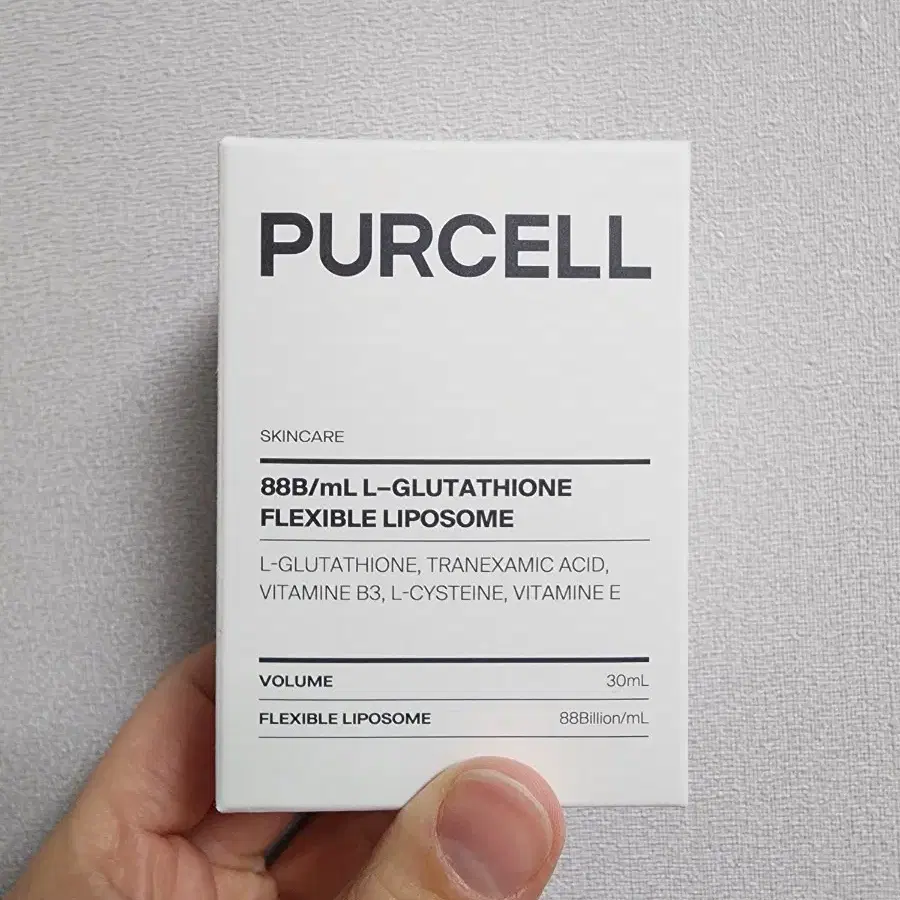 PURCELL
SKINCARE
88B/mL L-GLUTATHIONE
FLEXIBLE LIPOSOME
L-GLUTATHIONE, TRANEXAMIC ACID,
VITAMINE B3, L-CYSTEINE, VITAMINE E
VOLUME 30mL
FLEXIBLE LIPOSOME 88Billion/mL